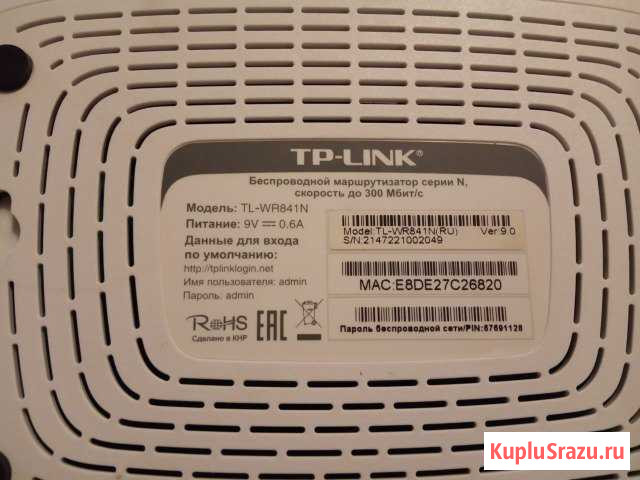 TP-LINK®
Беспроводной маршрутизатор серии N,
скорость до 300 Мбит/с
Модель: TL-WR841N
Питание: 9V 0.6A
Данные для входа
по умолчанию:
http://tplinklogin.net
Имя пользователя: admin
Пароль: admin
RoHS
Сделано в КНР
EAC
Model:TL-WR841N(RU) Ver:9.0
S/N:2147221002049
MAC:E8DE27C26820
Пароль беспроводной сети/PIN:67691128
KupluSrazu.ru